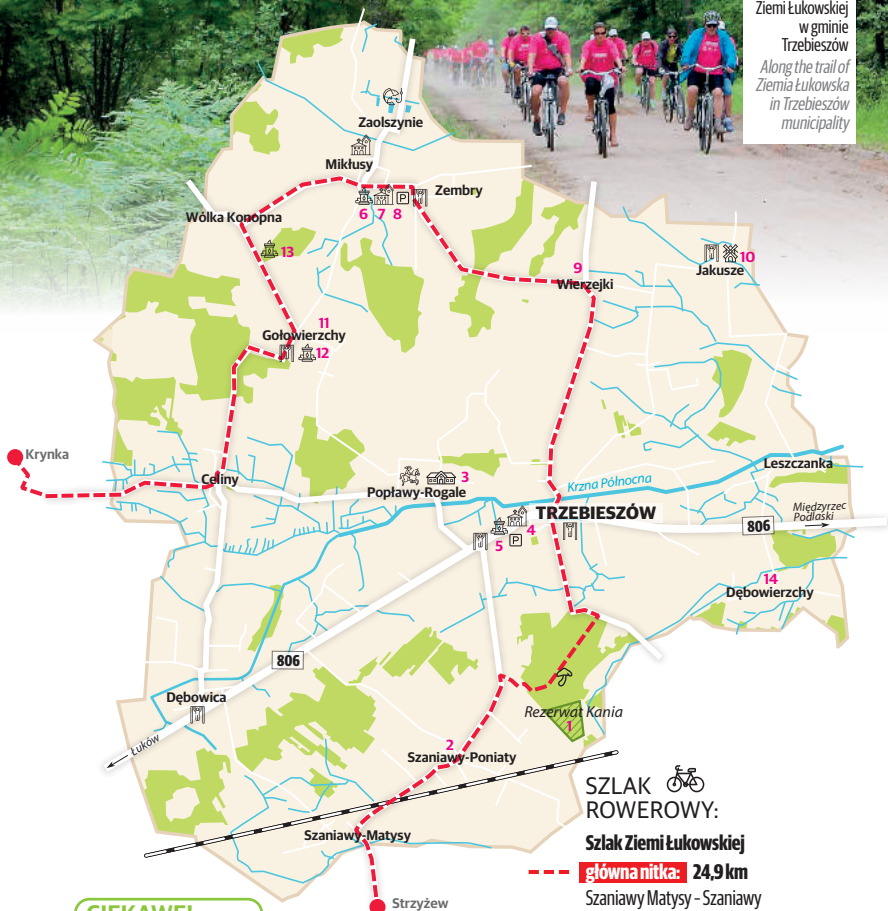 Ziemi Łukowskiej
w gminie
Trzebieszów
Along the trail of
Ziemia Łukowska
in Trzebieszów
municipality
Zaolszynie
Mikłusy
Zembry
6 7 8 P
Wólka Konopna
13
9
Wierzejki
10
Jakusze
11
Gołowierzchy
12
Krynka
Celiny
3
Popławy-Rogale
Krzna Północna
Leszczanka
TRZEBIESZÓW
4
5 P
806
Międzyrzec
Podlaski
14
Dębowierzchy
806
Dębowica
Łuków
Rezerwat Kania
1
2
Szaniawy-Poniaty
Szaniawy-Matysy
Strzyżew
SZLAK
ROWEROWY:
Szlak Ziemi Łukowskiej
główna nitka: 24,9 km
Szaniawy Matysy - Szaniawy
CIEKAWE!